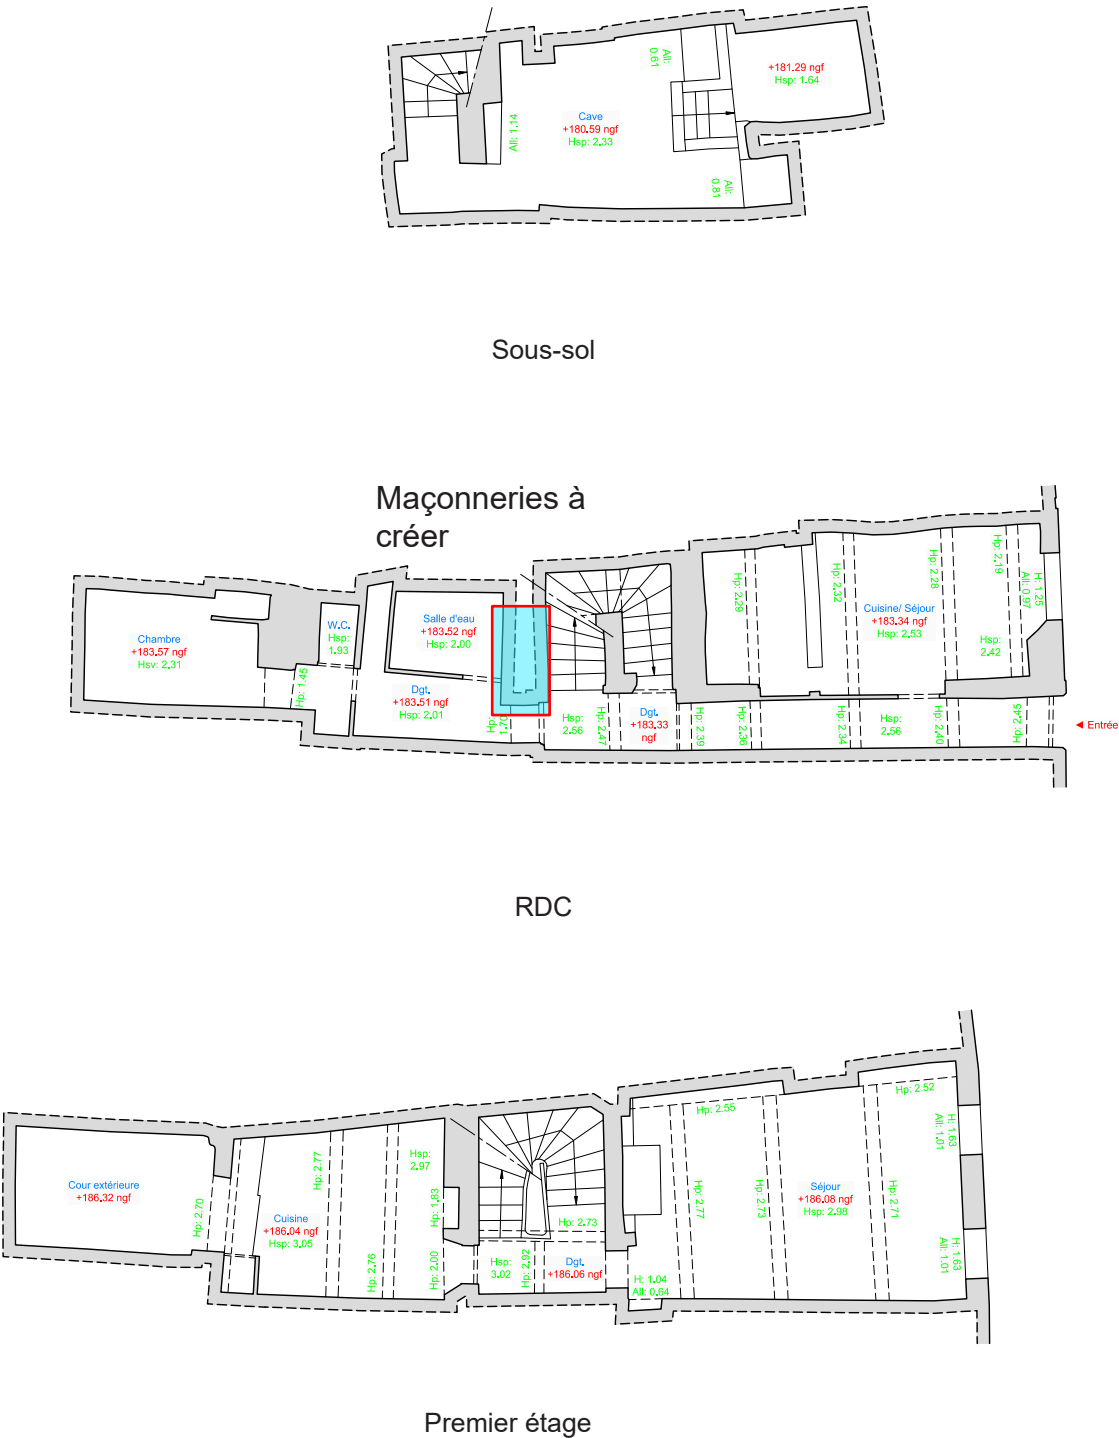 All:
0.61
+181.29 ngf
Hsp: 1.64
Cave
+180.59 ngf
Hsp: 2.33
All: 1.14
All:
0.81
Sous-sol
Maçonneries à
créer
Chambre
+183.57 ngf
Hsv: 2.31
W.C.
Hsp:
1.93
Hp: 1.45
Salle d'eau
+183.52 ngf
Hsp: 2.00
Dgt.
+183.51 ngf
Hsp: 2.01
Hp:
1.70
Hsp:
2.56
Hp: 2.47
Dgt.
+183.33
ngf
Hp: 2.39
Hp: 2.36
Hp: 2.29
Hp: 2.32
Hp: 2.28
Hp: 2.19
H: 1.25
All: 0.97
Cuisine/ Séjour
+183.34 ngf
Hsp: 2.53
Hsp:
2.42
Hp: 2.34
Hsp:
2.56
Hp: 2.40
Hp: 2.45
Entrée
RDC
Cour extérieure
+186.32 ngf
Hp: 2.70
Cuisine
+186.04 ngf
Hsp: 3.05
Hp: 2.77
Hp: 2.76
Hsp:
2.97
Hp: 1.83
Hp: 2.00
Hsp:
3.02
Hp: 2.92
Hp: 2.73
Dgt.
+186.06 ngf
H: 1.04
All: 0.64
Hp: 2.55
Hp: 2.77
Hp: 2.73
Séjour
+186.08 ngf
Hsp: 2.98
Hp: 2.71
Hp: 2.52
H: 1.63
All: 1.01
H: 1.63
All: 1.01
Premier étage